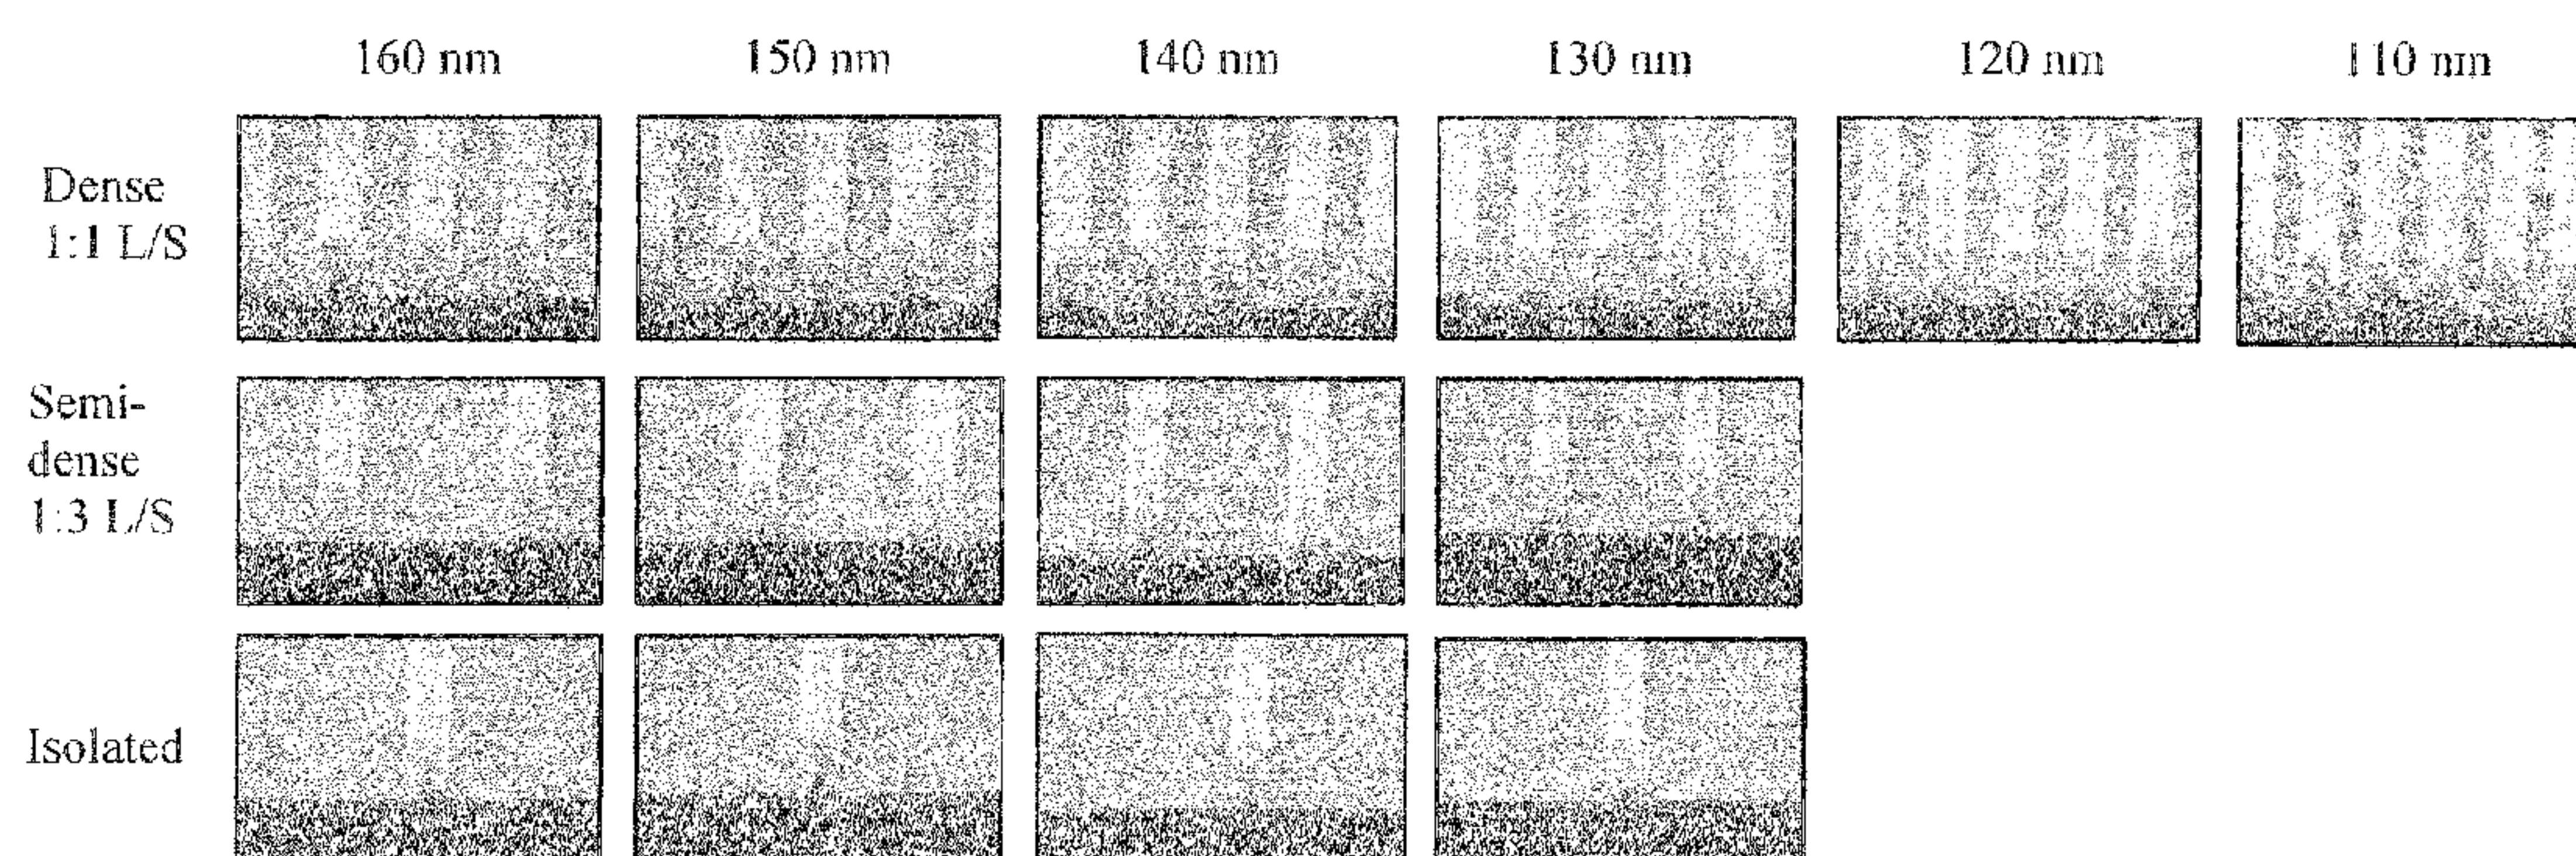 160 nm 150 nm 140 nm 130 nm 120 nm 110 nm
Dense
1:1 L/S
Semi-
dense
1:3 L/S
Isolated